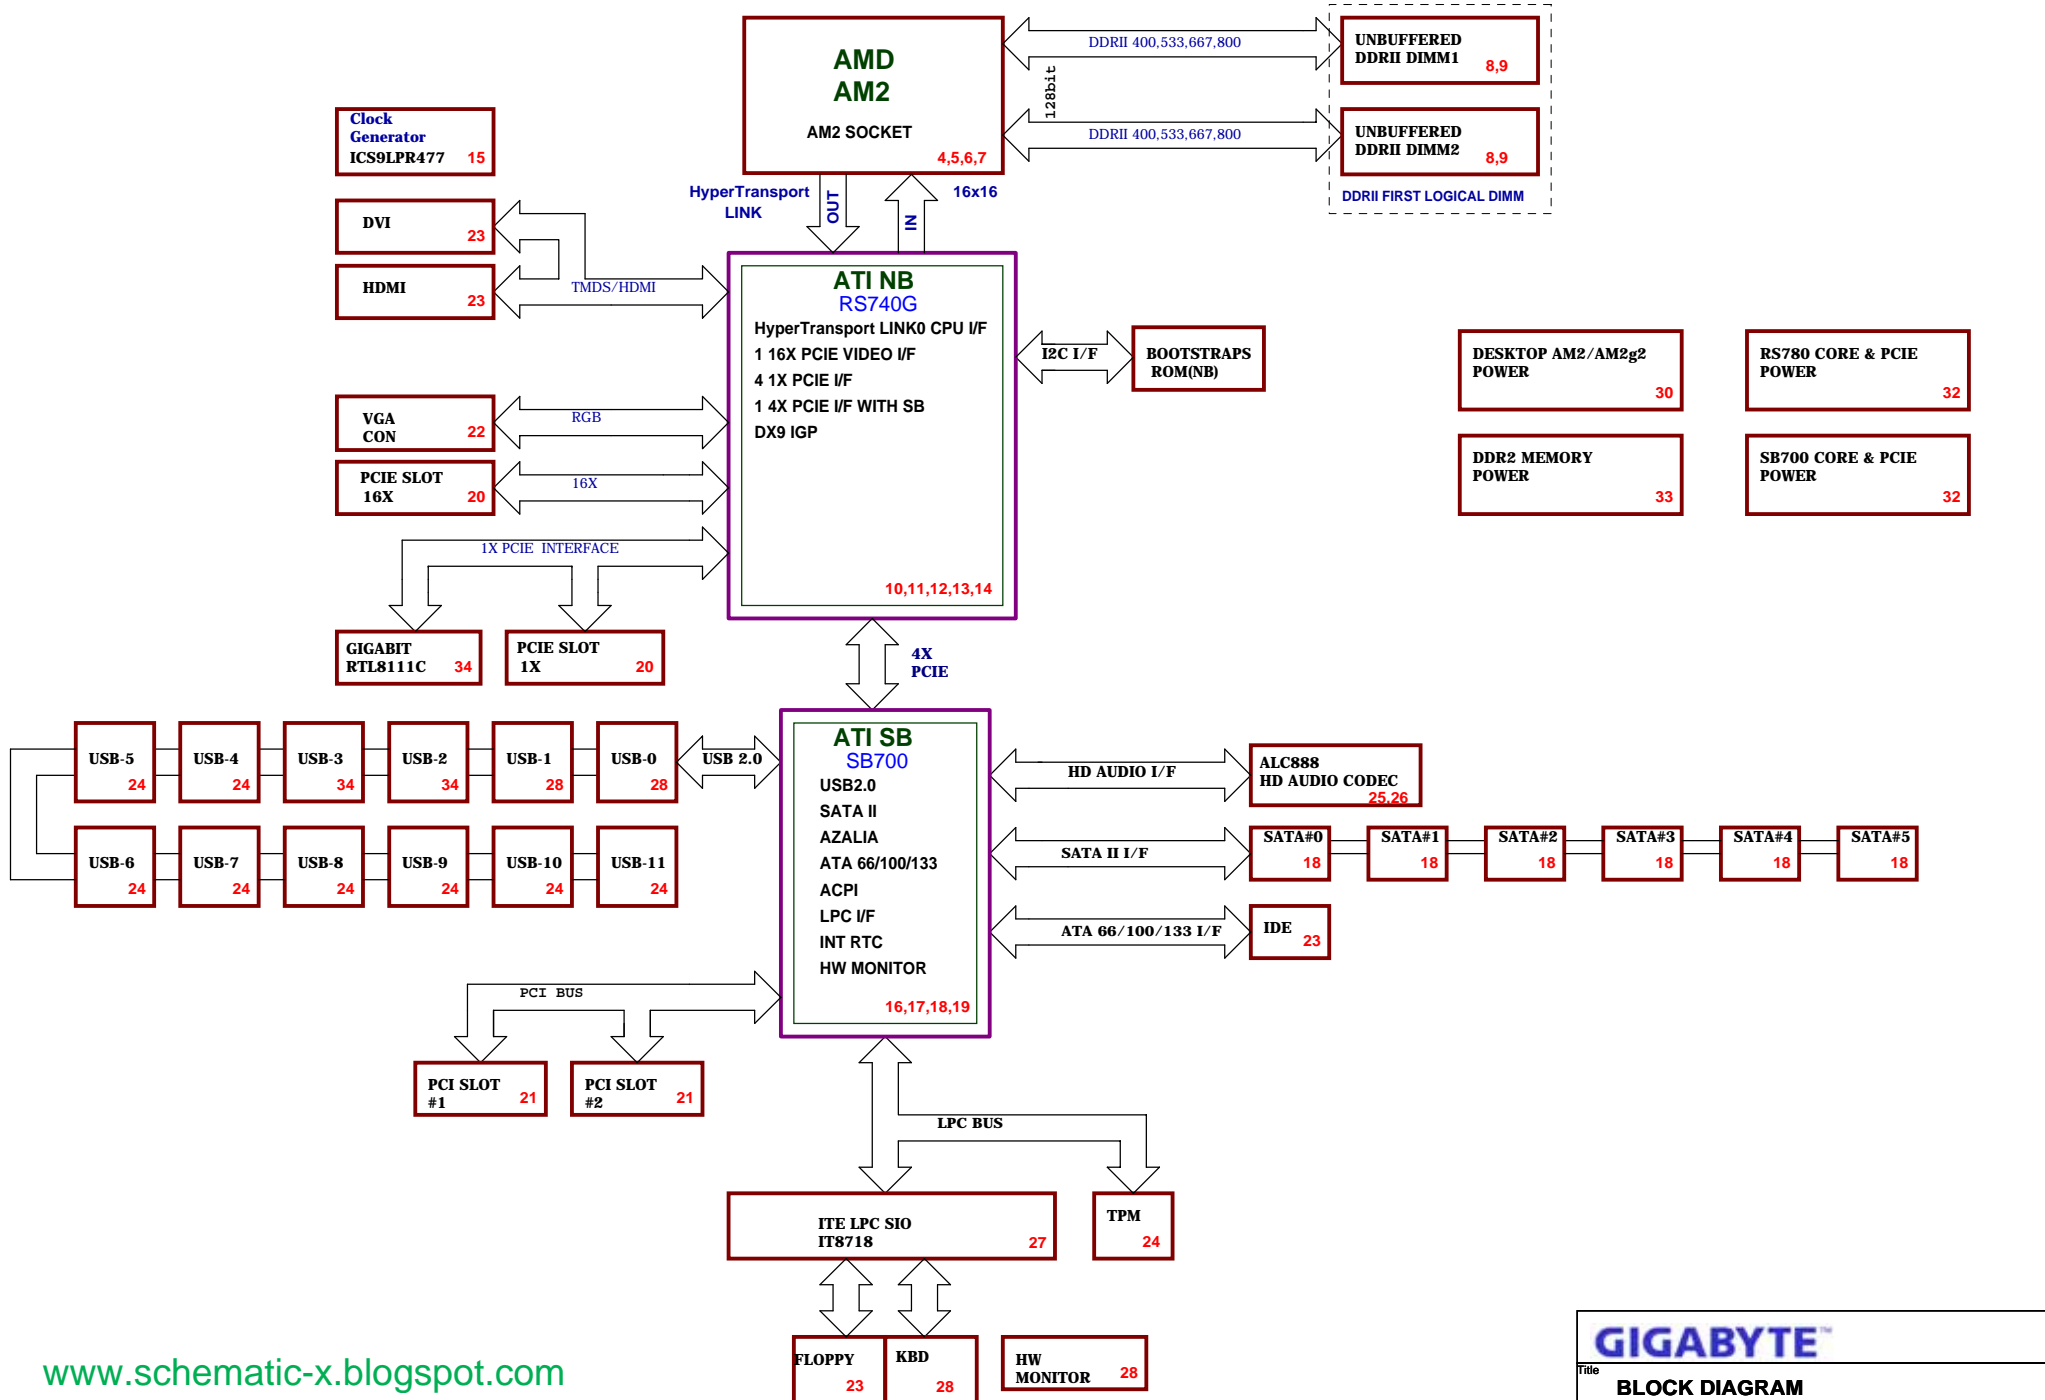 AMD
AM2
AM2 SOCKET
4,5,6,7
DDRII 400,533,667,800
128bit
DDRII 400,533,667,800
UNBUFFERED
DDRII DIMM1
8,9
UNBUFFERED
DDRII DIMM2
8,9
DDRII FIRST LOGICAL DIMM
Clock
Generator
ICS9LPR477 15
HyperTransport
LINK
OUT
IN
16x16
DVI
23
HDMI
23
TMDS/HDMI
ATI NB
RS740G
HyperTransport LINK0 CPU I/F
1 16X PCIE VIDEO I/F
4 1X PCIE I/F
1 4X PCIE I/F WITH SB
DX9 IGP
10,11,12,13,14
I2C I/F
BOOTSTRAPS
ROM(NB)
DESKTOP AM2/AM2g2
POWER
30
RS780 CORE & PCIE
POWER
32
DDR2 MEMORY
POWER
33
SB700 CORE & PCIE
POWER
32
VGA
CON
22
RGB
PCIE SLOT
16X
20
16X
1X PCIE INTERFACE
GIGABIT
RTL8111C 34
PCIE SLOT
1X
20
4X
PCIE
USB-5
24
USB-4
24
USB-3
34
USB-2
34
USB-1
28
USB-0
28
USB 2.0
USB-6
24
USB-7
24
USB-8
24
USB-9
24
USB-10
24
USB-11
24
ATI SB
SB700
USB2.0
SATA II
AZALIA
ATA 66/100/133
ACPI
LPC I/F
INT RTC
HW MONITOR
16,17,18,19
HD AUDIO I/F
ALC888
HD AUDIO CODEC
25,26
SATA II I/F
SATA#0
18
SATA#1
18
SATA#2
18
SATA#3
18
SATA#4
18
SATA#5
18
ATA 66/100/133 I/F
IDE
23
PCI BUS
PCI SLOT
#1
21
PCI SLOT
#2
21
LPC BUS
ITE LPC SIO
IT8718
27
TPM
24
FLOPPY
23
KBD
28
HW
MONITOR
28
www.schematic-x.blogspot.com
GIGABYTE™
Title
BLOCK DIAGRAM